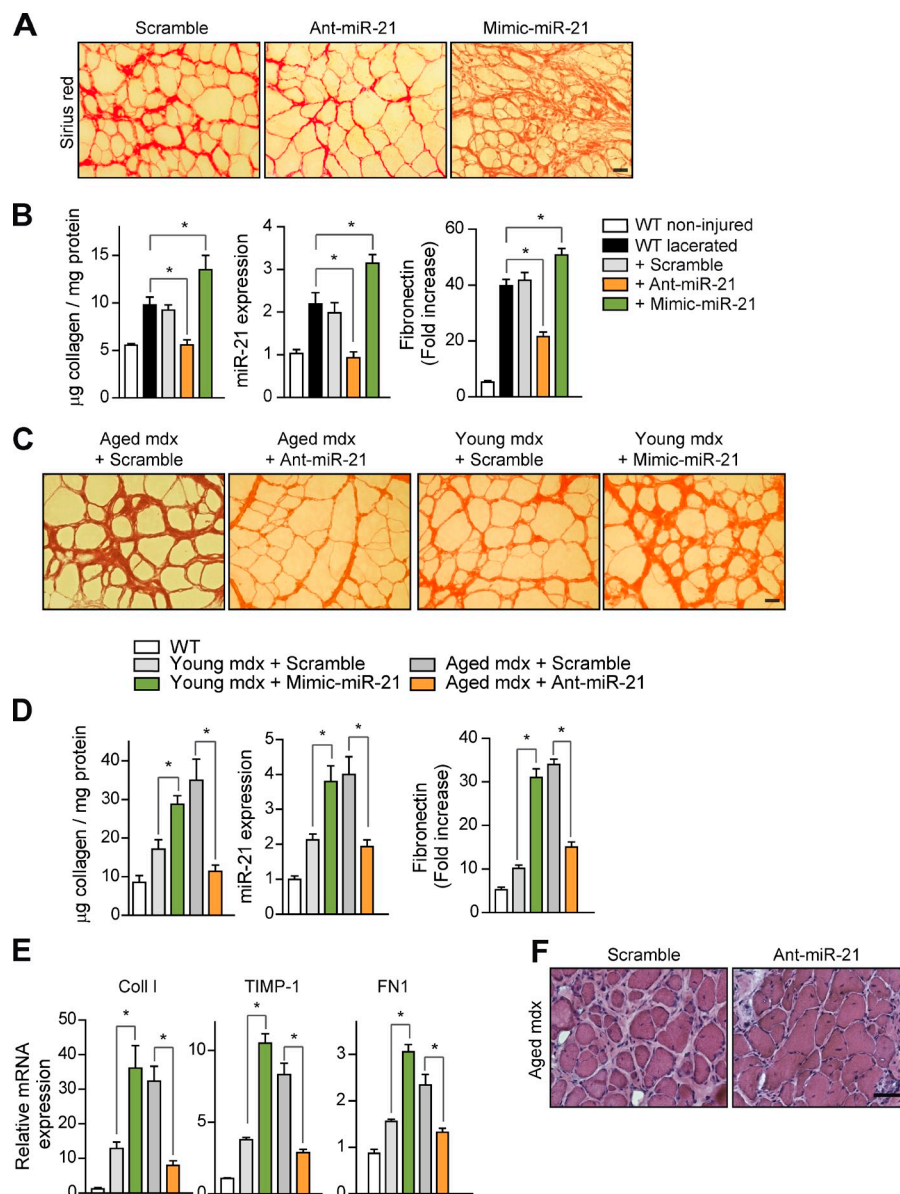 A
Scramble
Ant-miR-21
Mimic-miR-21
Sirius red
B
µg collagen / mg protein
15
10
5
0
*
*
miR-21 expression
4
3
2
1
0
*
*
Fibronectin
(Fold increase)
60
40
20
0
*
*
WT non-injured
WT lacerated
+ Scramble
+ Ant-miR-21
+ Mimic-miR-21
C
Aged mdx
+ Scramble
Aged mdx
+ Ant-miR-21
Young mdx
+ Scramble
Young mdx
+ Mimic-miR-21
WT
Young mdx + Scramble
Young mdx + Mimic-miR-21
Aged mdx + Scramble
Aged mdx + Ant-miR-21
D
µg collagen / mg protein
40
30
20
10
0
*
*
miR-21 expression
5
4
3
2
1
0
*
*
Fibronectin
(Fold increase)
40
30
20
10
0
*
*
E
Relative mRNA
expression
Coll I
50
40
30
20
10
0
*
*
TIMP-1
10
5
0
*
*
FN1
3
2
1
0
*
*
F
Scramble
Ant-miR-21
Aged mdx